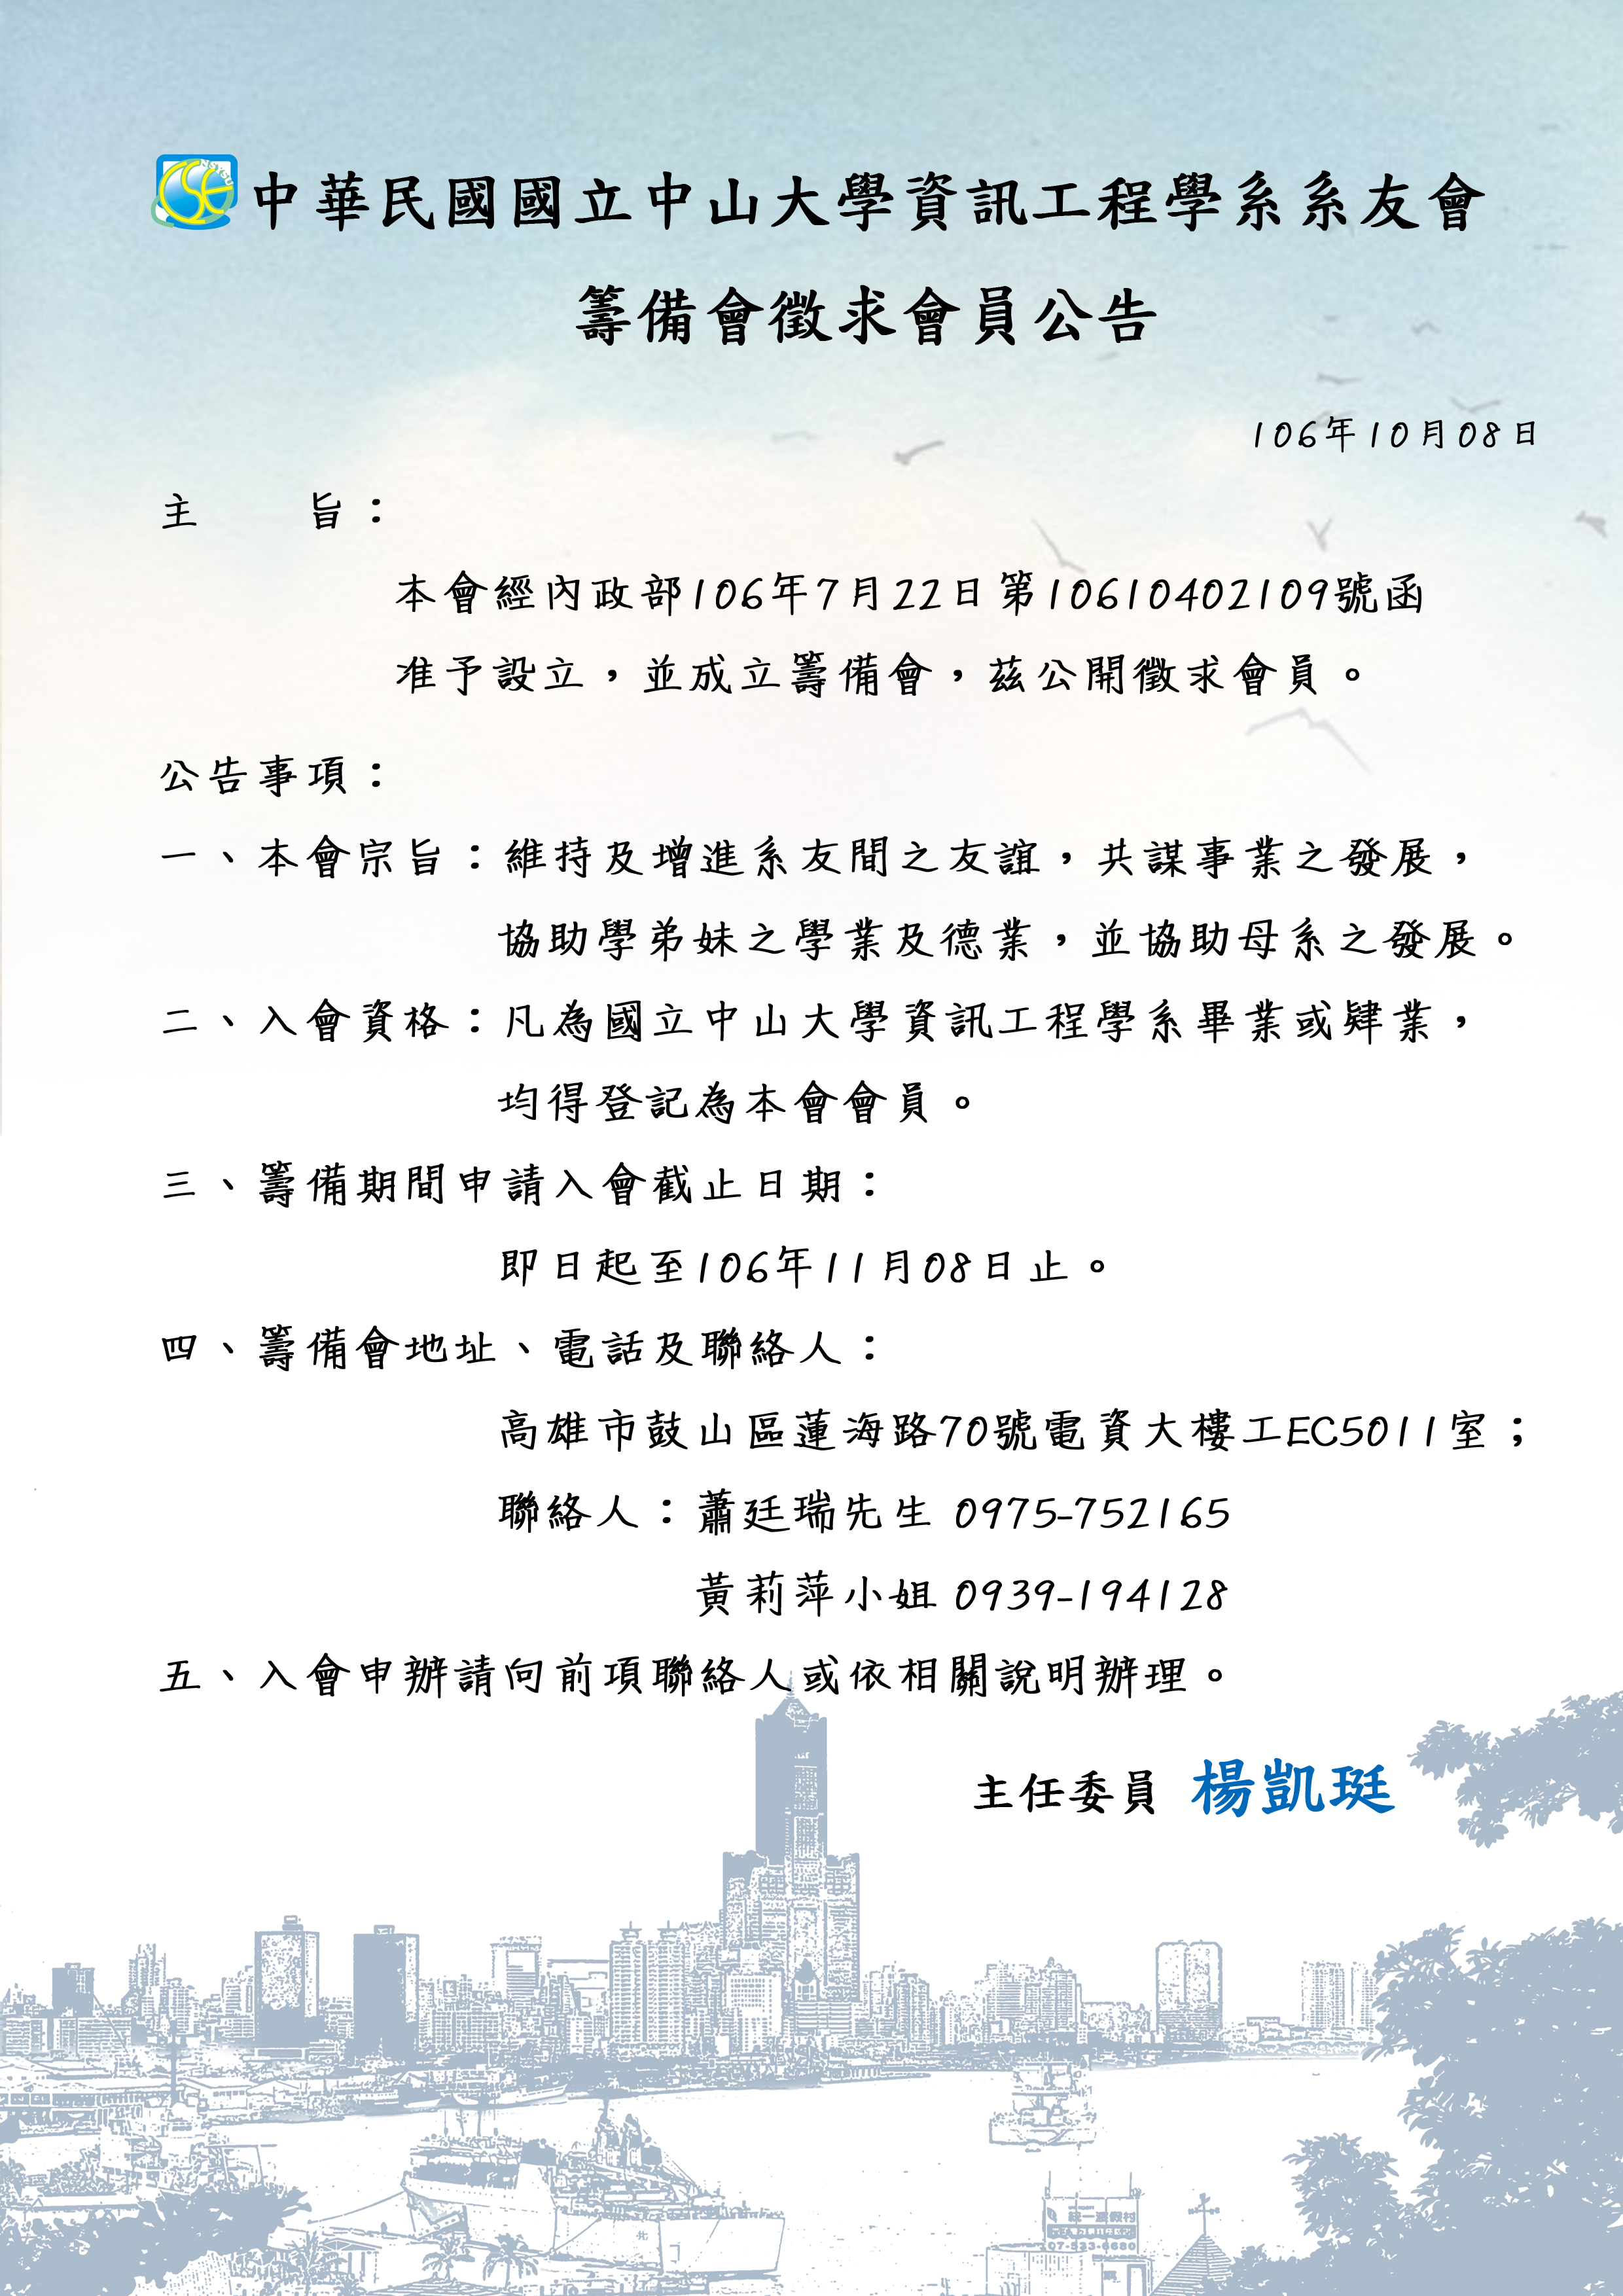 CSE NSYSU
中華民國國立中山大學資訊工程學系系友會
籌備會徵求會員公告
106年10月08日
主　　旨：
本會經內政部106年7月22日第10610402109號函
准予設立，並成立籌備會，茲公開徵求會員。
公告事項：
一、本會宗旨：維持及增進系友間之友誼，共謀事業之發展，
協助學弟妹之學業及德業，並協助母系之發展。
二、入會資格：凡為國立中山大學資訊工程學系畢業或肄業，
均得登記為本會會員。
三、籌備期間申請入會截止日期：
即日起至106年11月08日止。
四、籌備會地址、電話及聯絡人：
高雄市鼓山區蓮海路70號電資大樓工EC5011室；
聯絡人：蕭廷瑞先生 0975-752165
黃莉萍小姐 0939-194128
五、入會申辦請向前項聯絡人或依相關說明辦理。
主任委員 楊凱珽
北
統一渡假村
07-523-6680